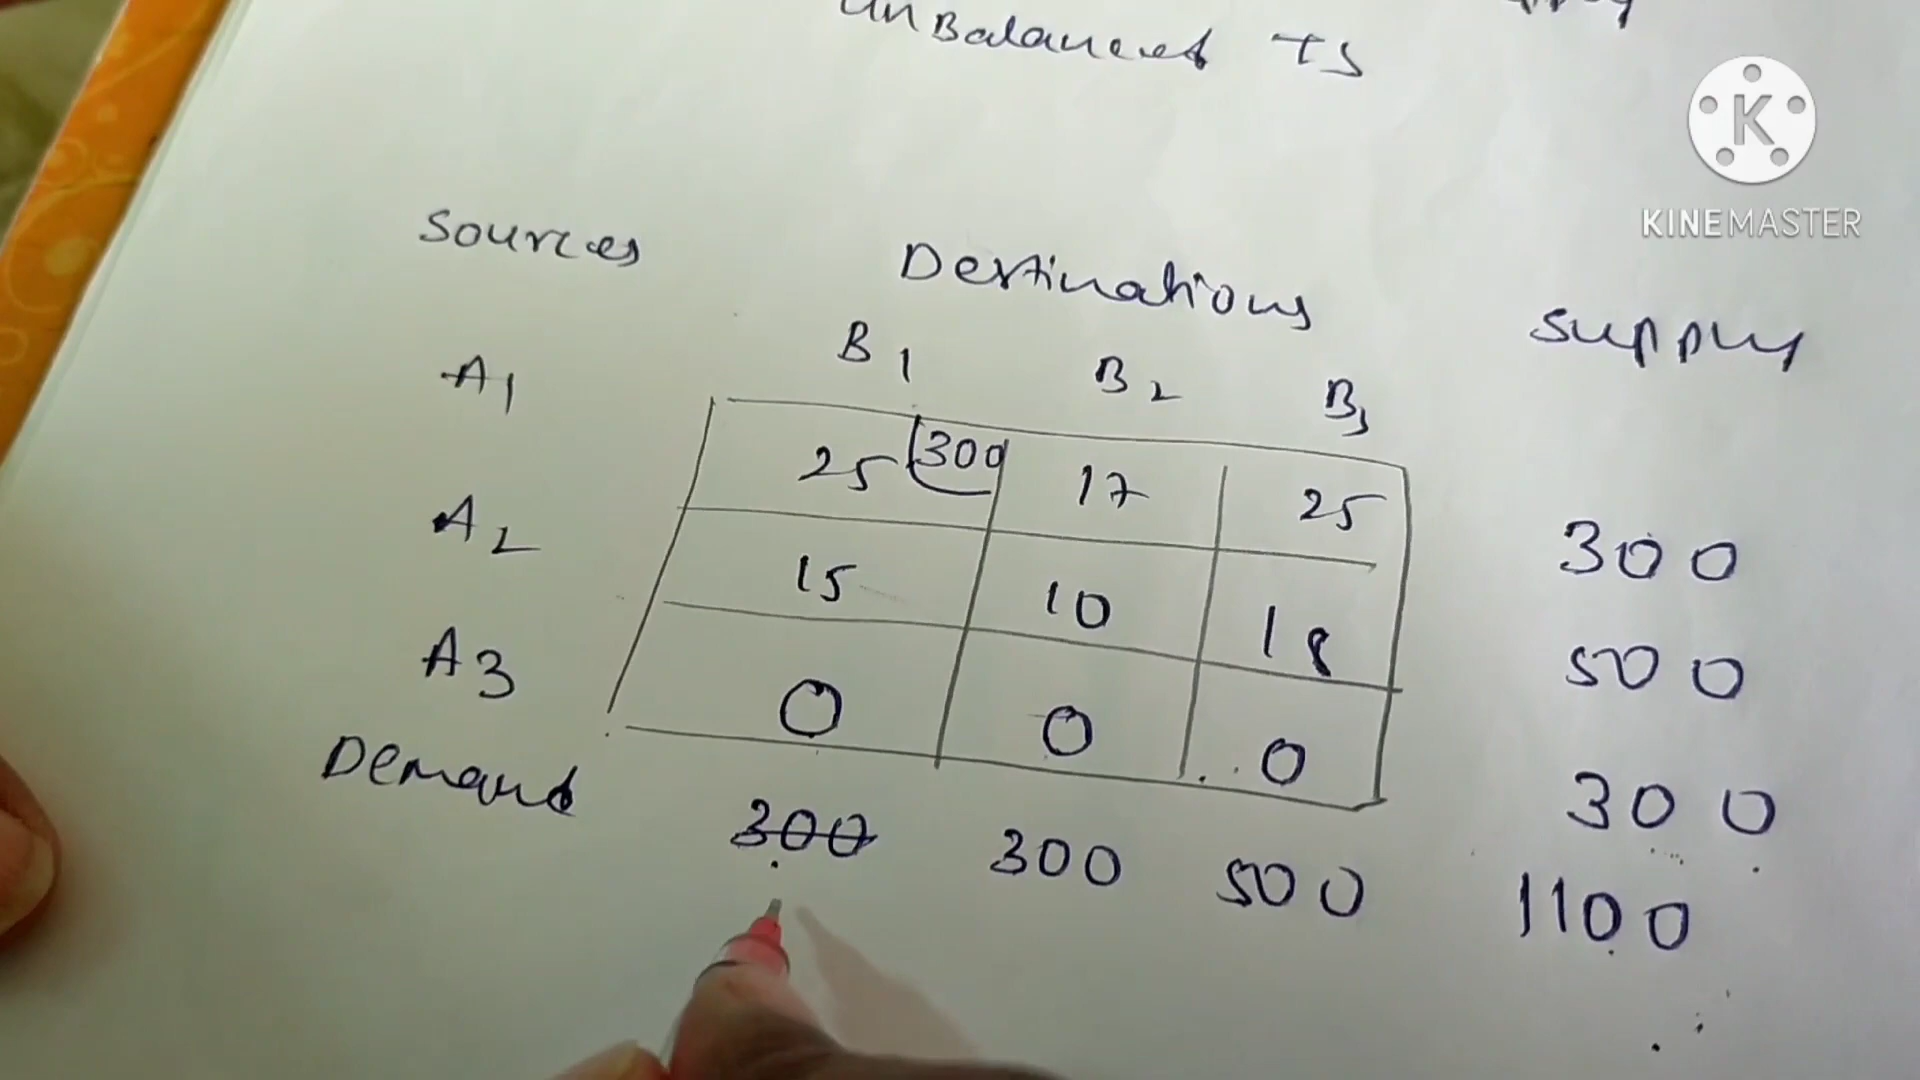 UnBalanced TS
KINEMASTER
Sources Destinations Supply
B1 B2 B3
A1 25 300 17 25 300
A2 15 10 18 500
A3 0 0 0 300
Demand 300 300 500 1100